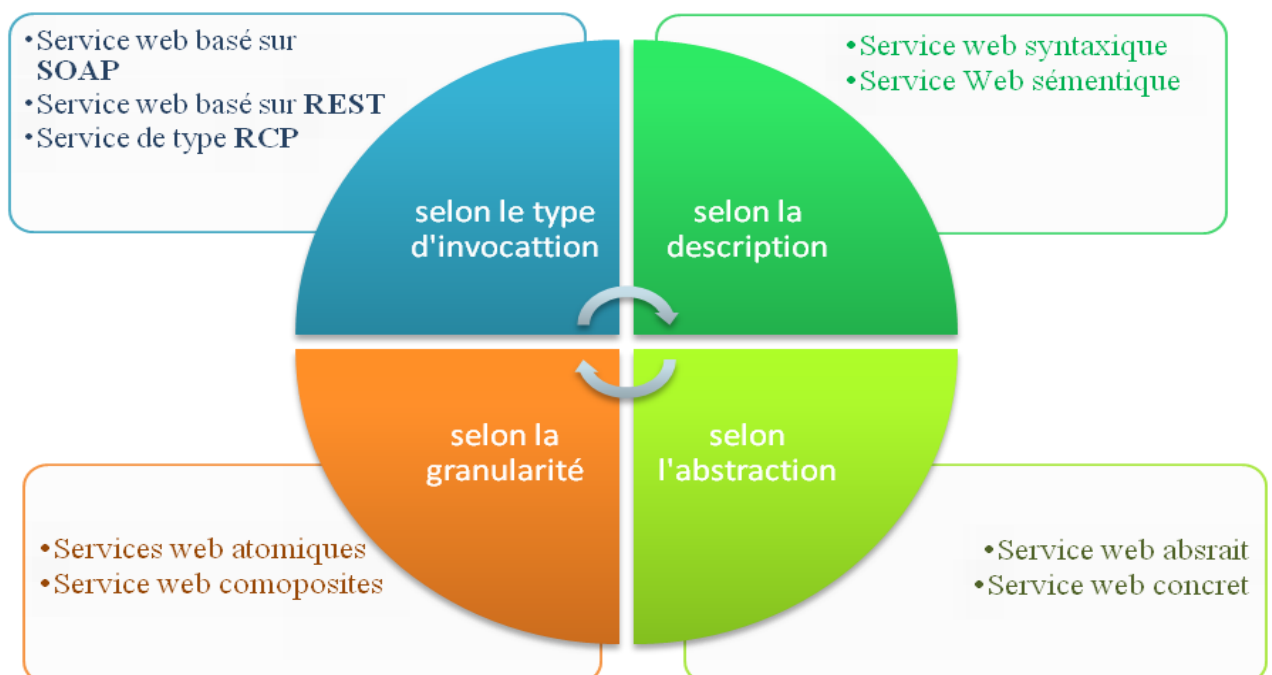 •Service web basé sur
SOAP
•Service web basé sur REST
•Service de type RCP
•Service web syntaxique
•Service Web sémentique
selon le type
d'invocattion
selon la
description
selon la
granularité
selon
l'abstraction
•Services web atomiques
•Service web comoposites
•Service web absrait
•Service web concret